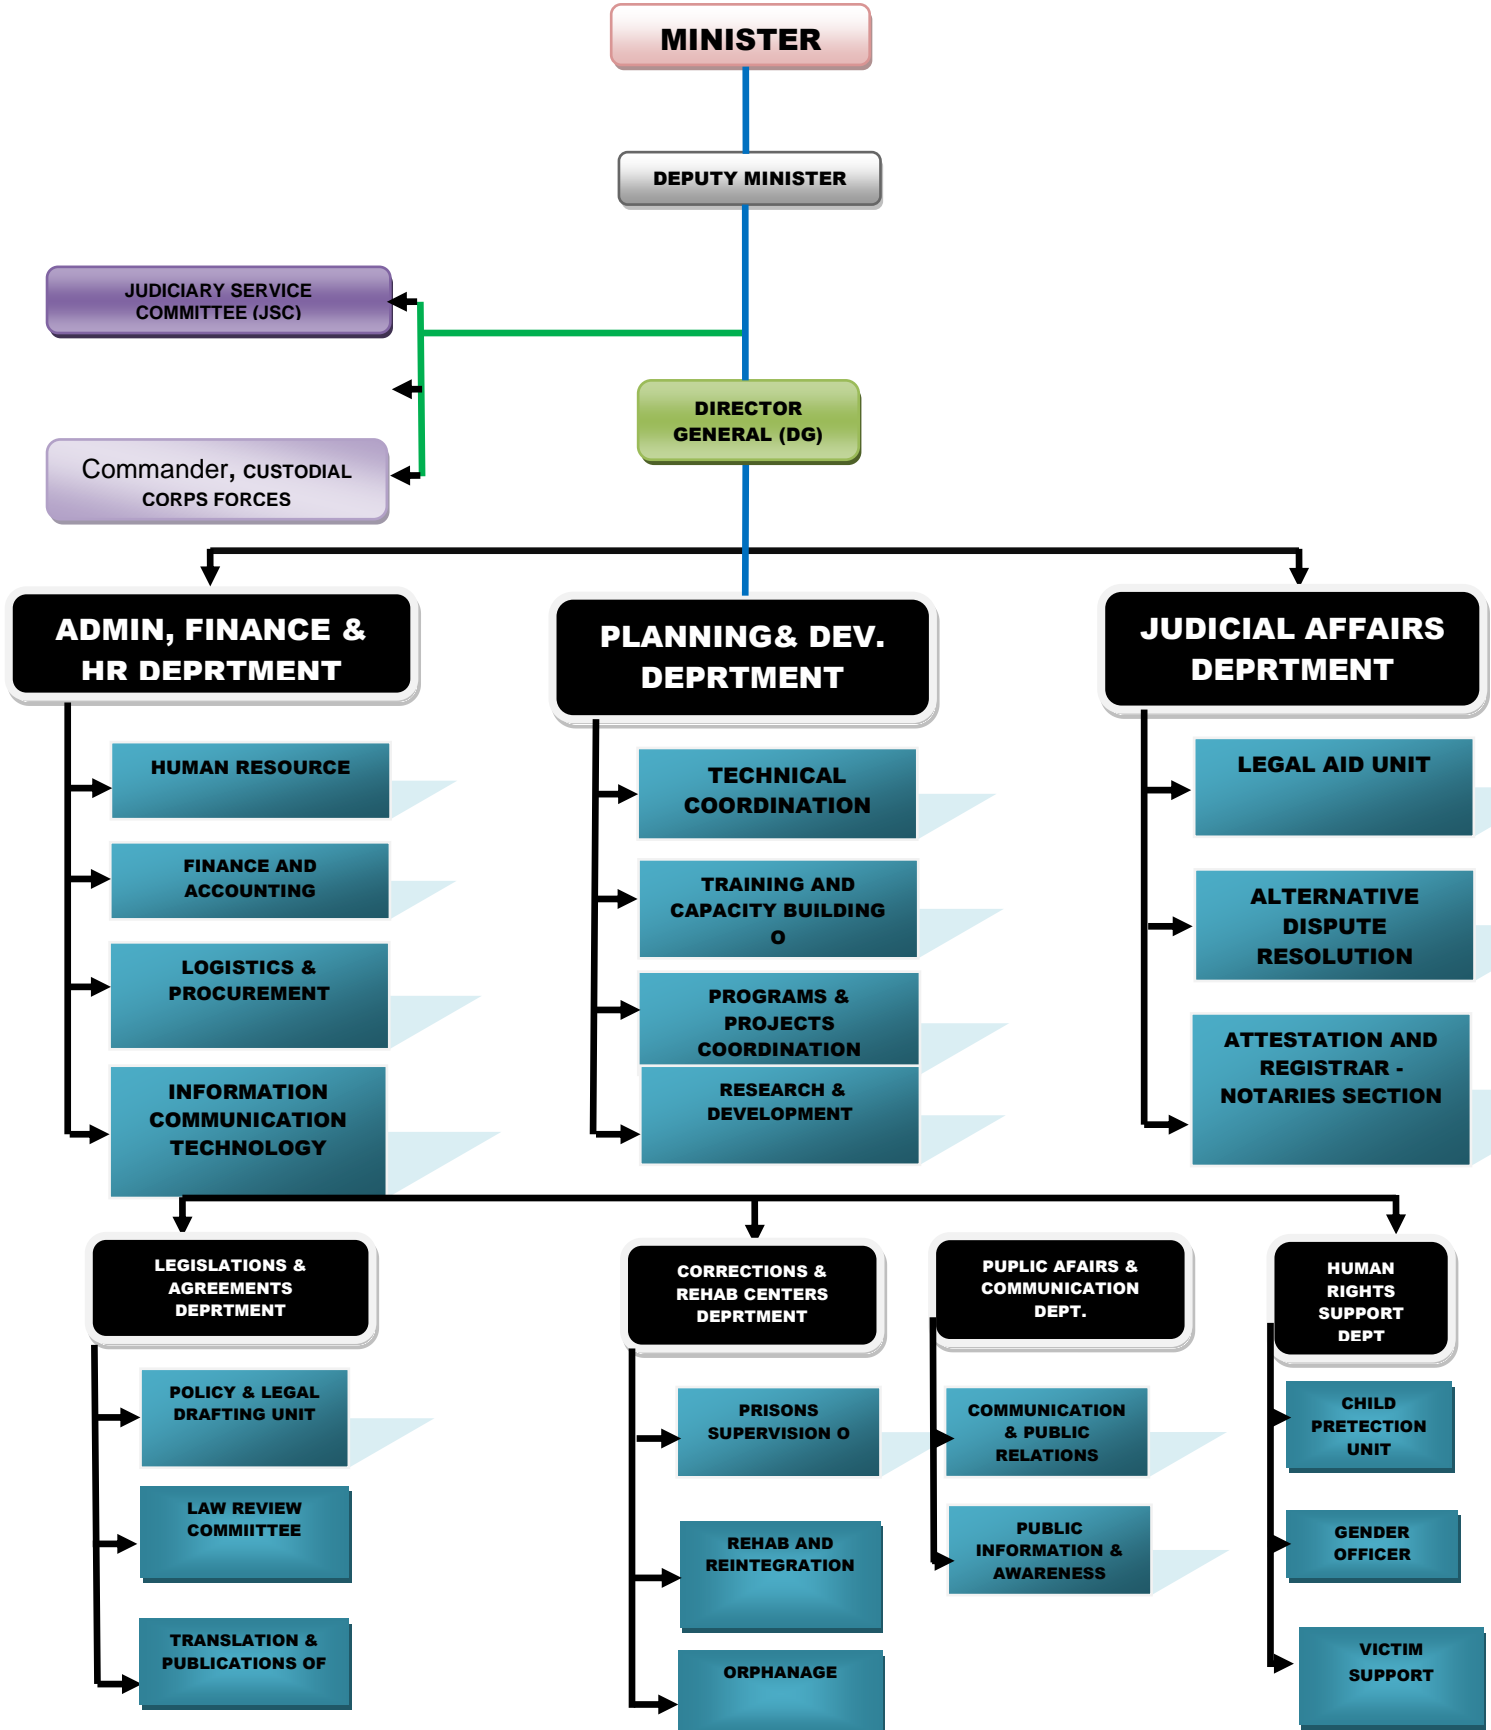 MINISTER
DEPUTY MINISTER
JUDICIARY SERVICE
COMMITTEE (JSC)
DIRECTOR
GENERAL (DG)
Commander, CUSTODIAL
CORPS FORCES
ADMIN, FINANCE &
HR DEPRTMENT
PLANNING& DEV.
DEPRTMENT
JUDICIAL AFFAIRS
DEPRTMENT
HUMAN RESOURCE
FINANCE AND
ACCOUNTING
LOGISTICS &
PROCUREMENT
INFORMATION
COMMUNICATION
TECHNOLOGY
TECHNICAL
COORDINATION
TRAINING AND
CAPACITY BUILDING
O
PROGRAMS &
PROJECTS
COORDINATION
RESEARCH &
DEVELOPMENT
LEGAL AID UNIT
ALTERNATIVE
DISPUTE
RESOLUTION
ATTESTATION AND
REGISTRAR -
NOTARIES SECTION
LEGISLATIONS &
AGREEMENTS
DEPRTMENT
CORRECTIONS &
REHAB CENTERS
DEPRTMENT
PUPLIC AFAIRS &
COMMUNICATION
DEPT.
HUMAN
RIGHTS
SUPPORT
DEPT
POLICY & LEGAL
DRAFTING UNIT
LAW REVIEW
COMMIITTEE
TRANSLATION &
PUBLICATIONS OF
PRISONS
SUPERVISION O
REHAB AND
REINTEGRATION
ORPHANAGE
COMMUNICATION
& PUBLIC
RELATIONS
PUBLIC
INFORMATION &
AWARENESS
CHILD
PRETECTION
UNIT
GENDER
OFFICER
VICTIM
SUPPORT